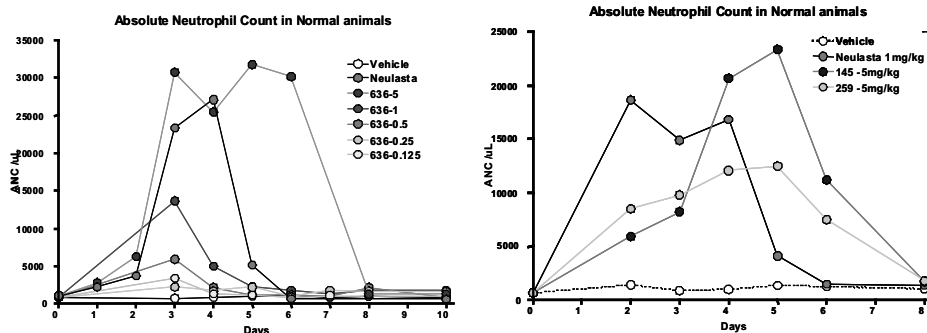 Absolute Neutrophil Count in Normal animals
35000
30000
25000
20000
15000
10000
5000
0
ANC /uL
0 1 2 3 4 5 6 7 8 9 10
Days
Vehicle
Neulasta
636-5
636-1
636-0.5
636-0.25
636-0.125
Absolute Neutrophil Count in Normal animals
25000
20000
15000
10000
5000
0
ANC /uL
0 1 2 3 4 5 6 7 8
Days
Vehicle
Neulasta 1mg/kg
145 - 5mg/kg
259 - 5mg/kg